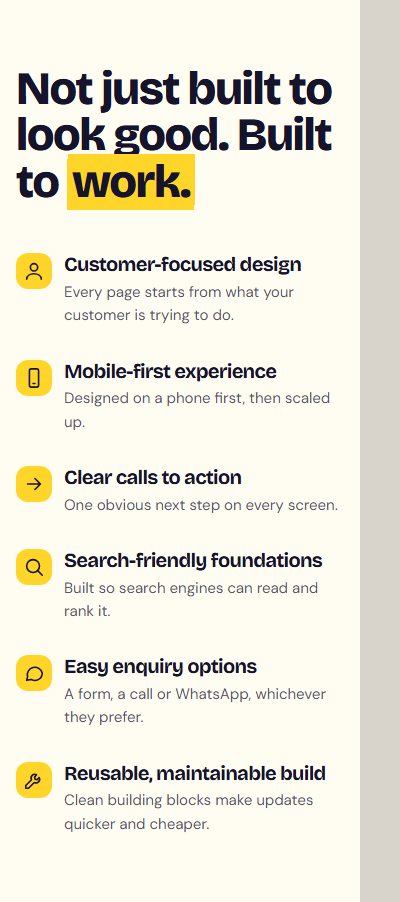 Not just built to
look good. Built
to work.
Customer-focused design
Every page starts from what your
customer is trying to do.
Mobile-first experience
Designed on a phone first, then scaled
up.
Clear calls to action
One obvious next step on every screen.
Search-friendly foundations
Built so search engines can read and
rank it.
Easy enquiry options
A form, a call or WhatsApp, whichever
they prefer.
Reusable, maintainable build
Clean building blocks make updates
quicker and cheaper.